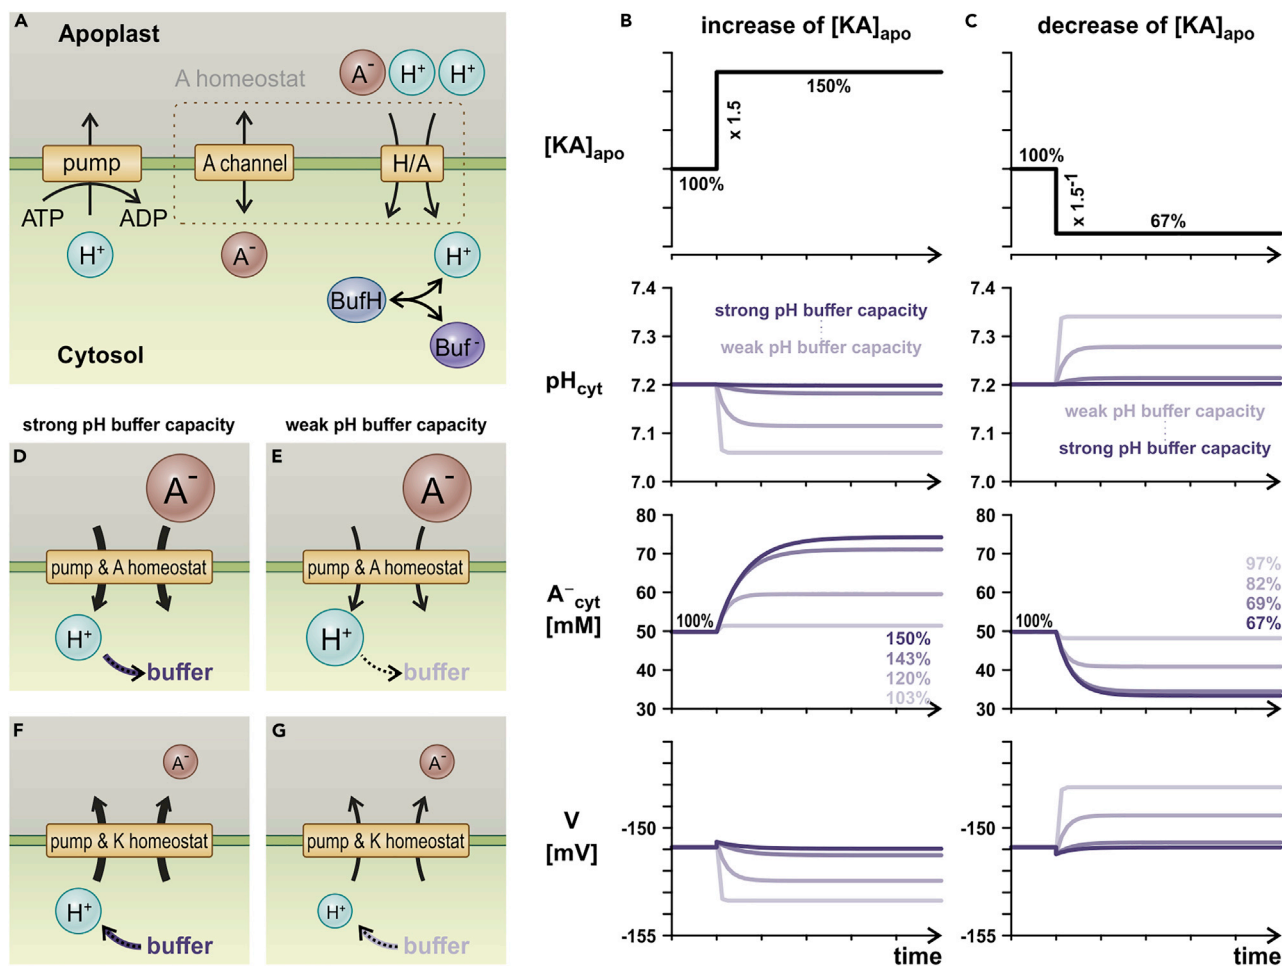 A
Apoplast
A homeostat
A⁻ H⁺ H⁺
pump
A channel
H/A
ATP ADP
H⁺
A⁻
H⁺
BufH
Buf⁻
Cytosol
B
increase of [KA]apo
[KA]apo
100%
x 1.5
150%
pHcyt
7.4
7.3
7.2
7.1
7.0
strong pH buffer capacity
weak pH buffer capacity
A⁻cyt
[mM]
80
70
60
50
40
30
100%
150%
143%
120%
103%
V
[mV]
-150
-155
time
C
decrease of [KA]apo
100%
x 1.5⁻¹
67%
7.4
7.3
7.2
7.1
7.0
weak pH buffer capacity
strong pH buffer capacity
80
70
60
50
40
30
100%
97%
82%
69%
67%
-150
-155
time
strong pH buffer capacity
weak pH buffer capacity
D
A⁻
pump & A homeostat
H⁺
buffer
E
A⁻
pump & A homeostat
H⁺
buffer
F
A⁻
pump & K homeostat
H⁺
buffer
G
A⁻
pump & K homeostat
H⁺
buffer